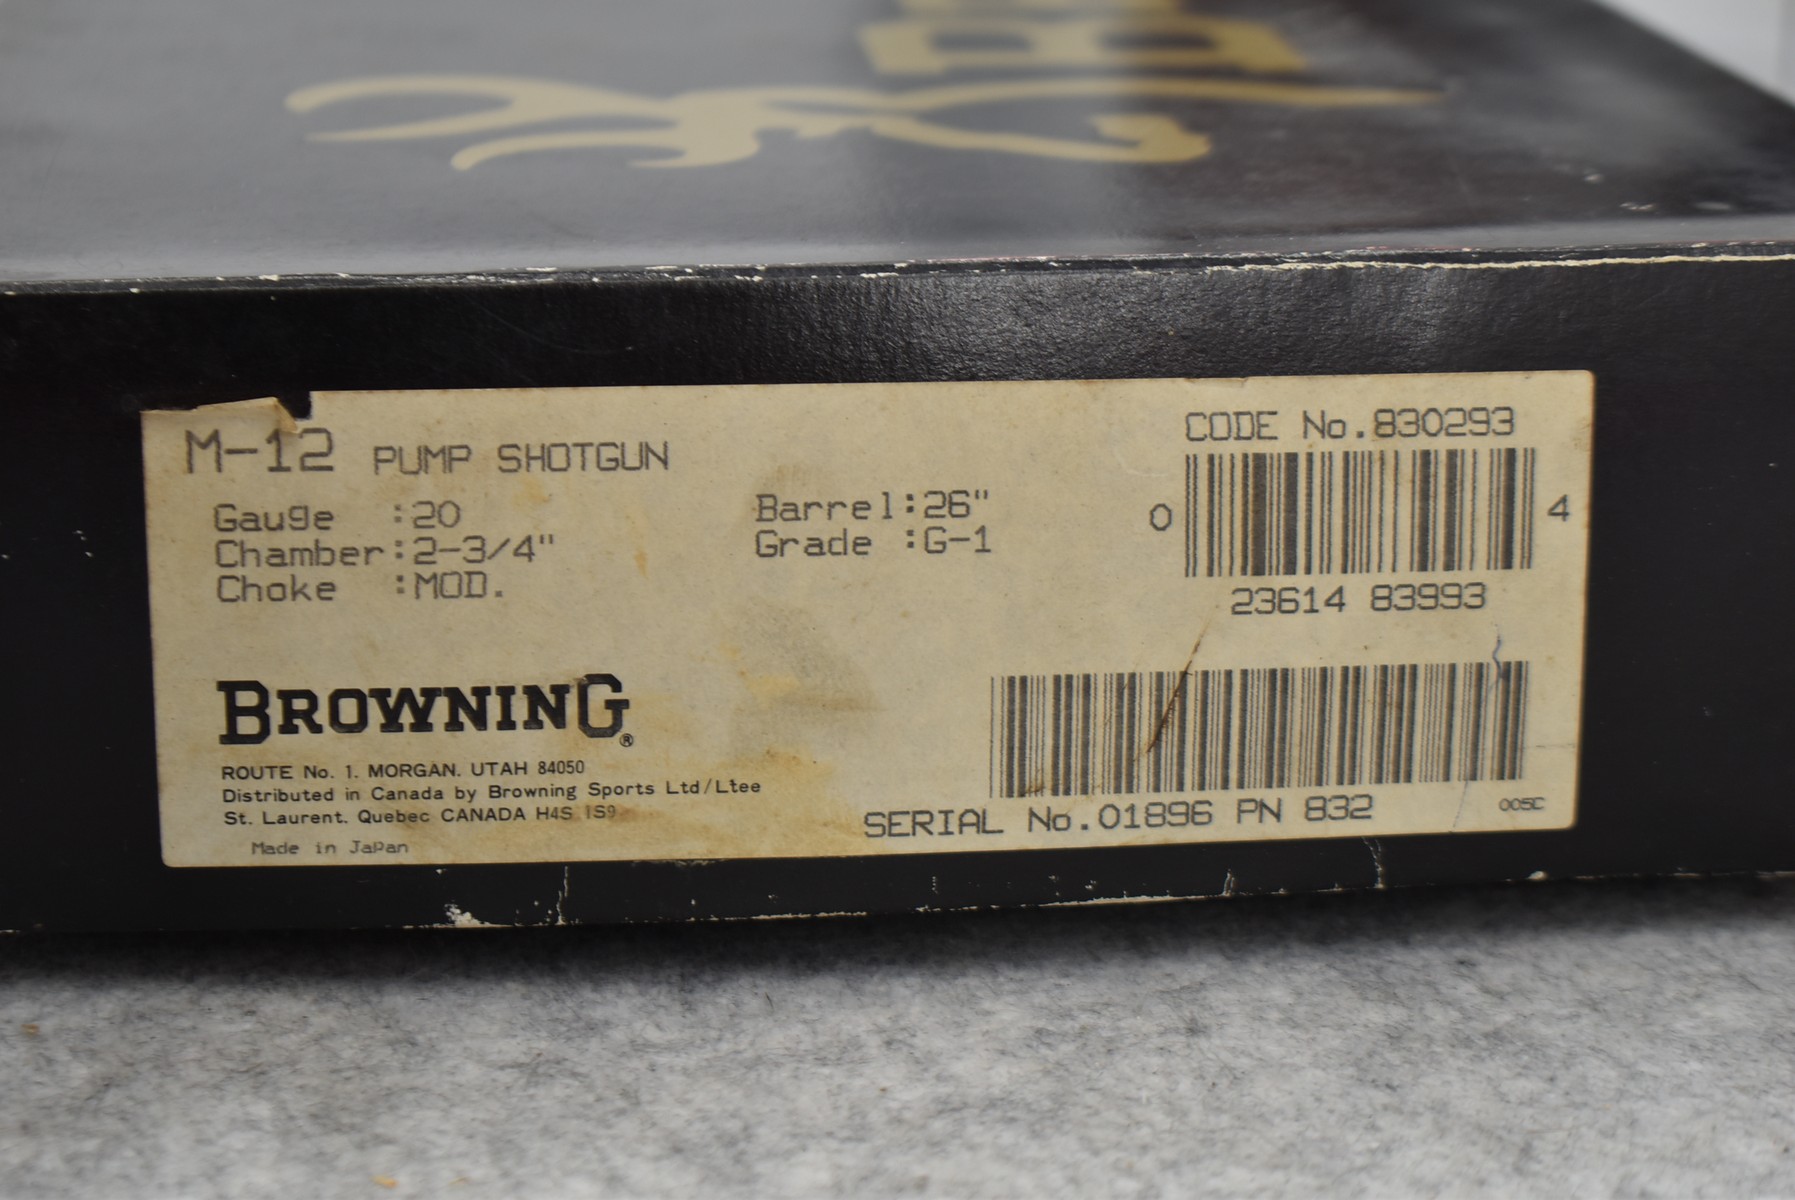 B
M-12 PUMP SHOTGUN
Gauge :20
Chamber:2-3/4"
Choke :MOD.
Barrel:26"
Grade :G-1
CODE No.830293
0 4
23614 83993
BROWNING®
ROUTE No. 1. MORGAN. UTAH 84050
Distributed in Canada by Browning Sports Ltd/Ltee
St. Laurent. Quebec CANADA H4S 1S9
Made in Japan
SERIAL No.01896 PN 832
005C